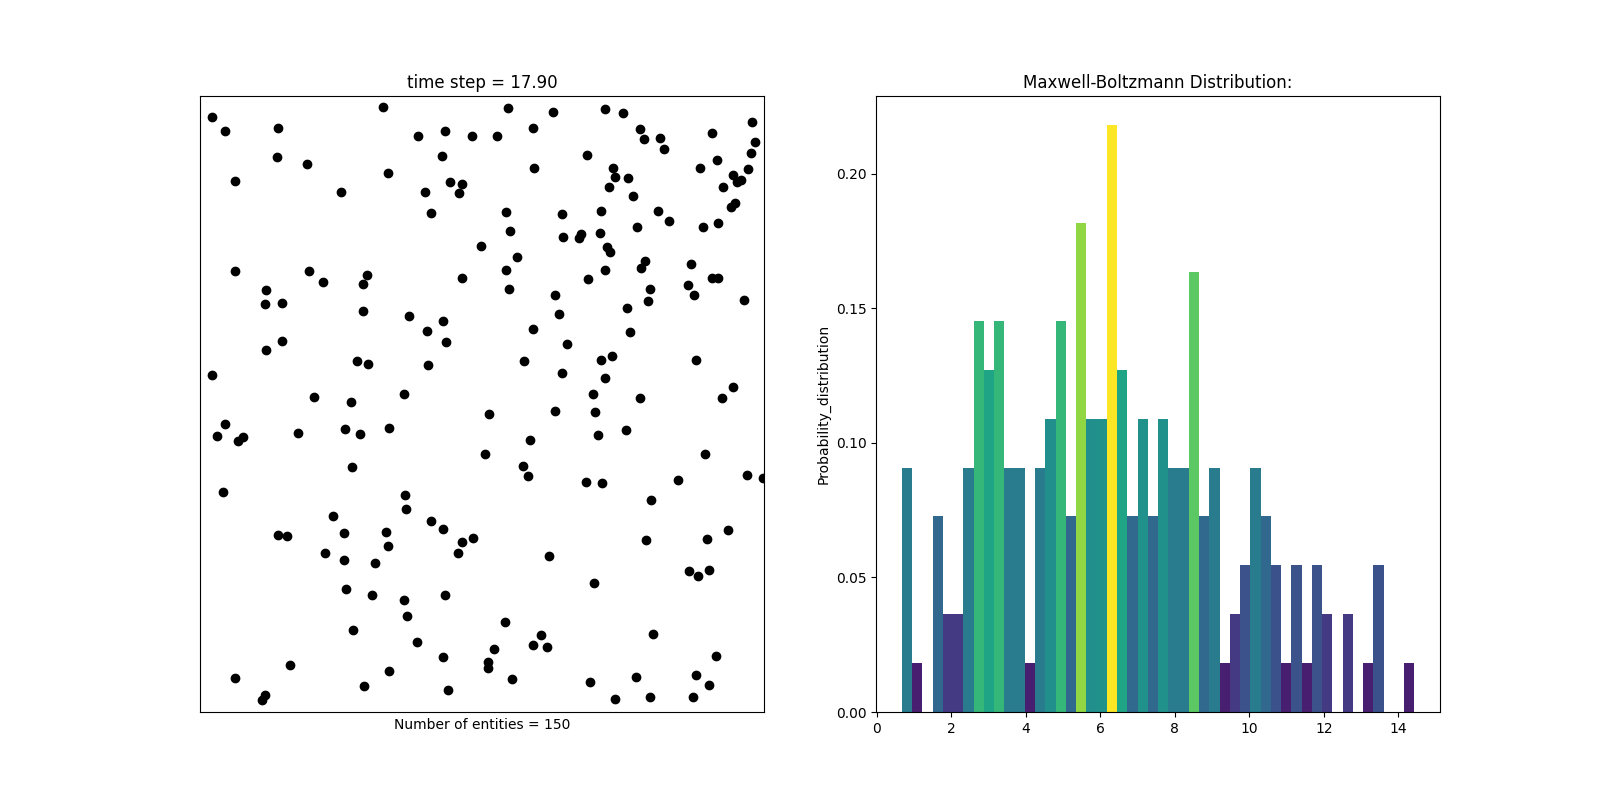 time step = 17.90
Number of entities = 150
Maxwell-Boltzmann Distribution:
Probability_distribution
0.20
0.15
0.10
0.05
0.00
0 2 4 6 8 10 12 14